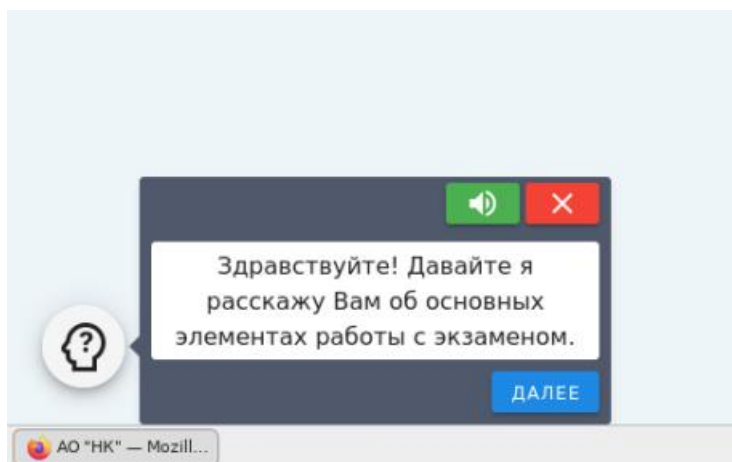 Здравствуйте! Давайте я
расскажу Вам об основных
элементах работы с экзаменом.
ДАЛЕЕ
АО "НК" — Mozill...